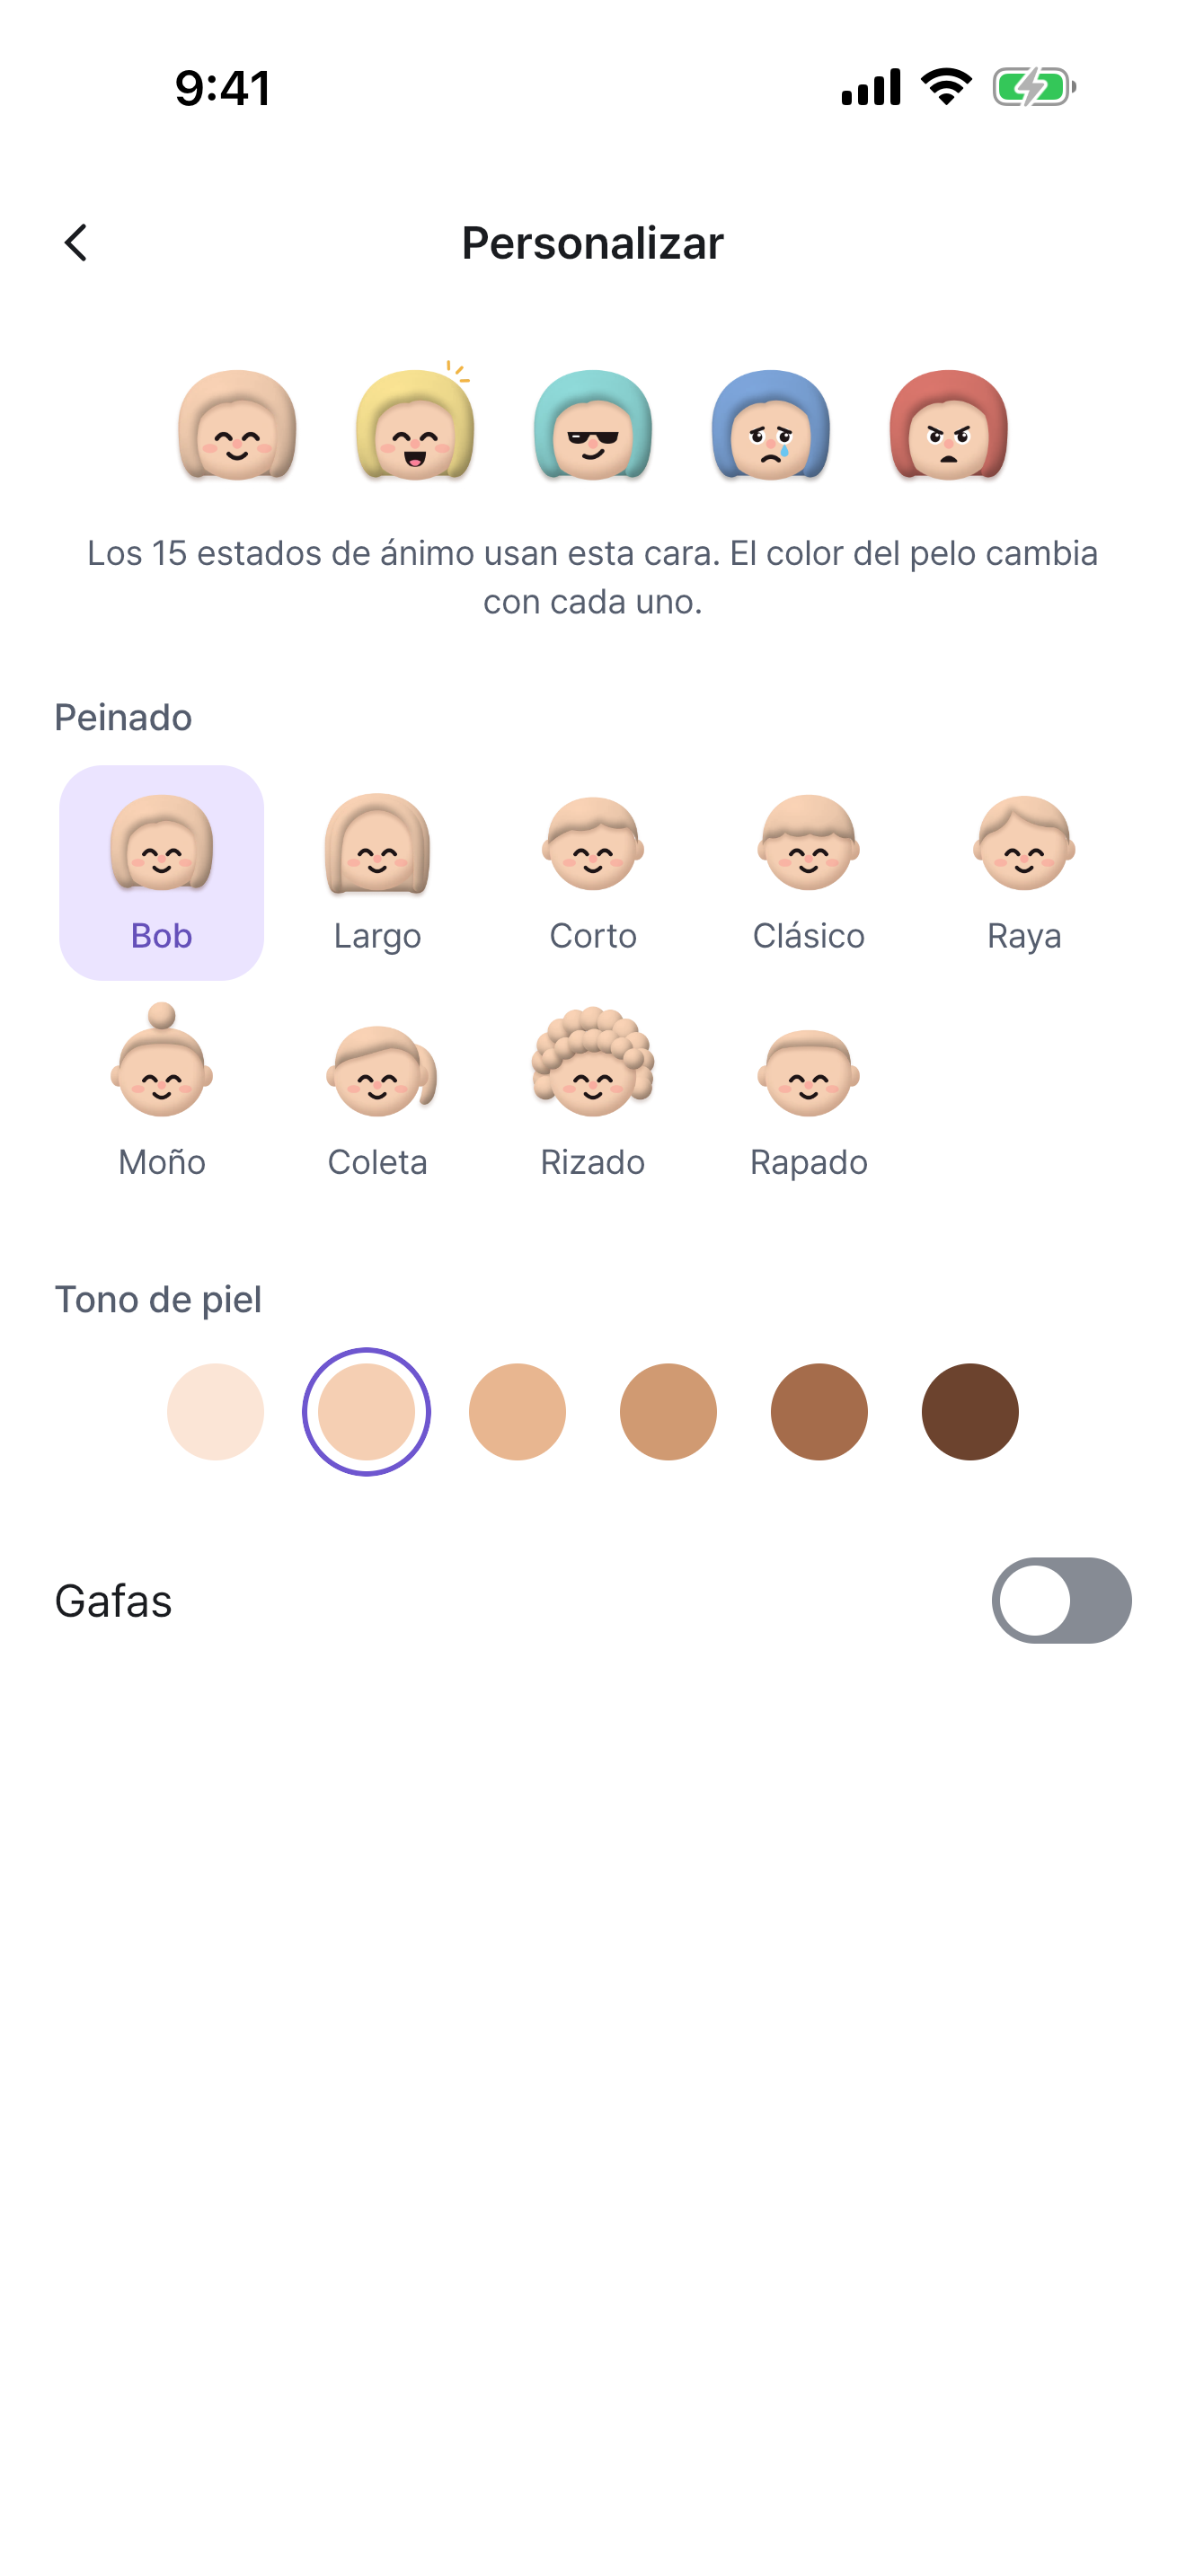 9:41
Personalizar
Los 15 estados de ánimo usan esta cara. El color del pelo cambia
con cada uno.
Peinado
Bob
Largo
Corto
Clásico
Raya
Moño
Coleta
Rizado
Rapado
Tono de piel
Gafas